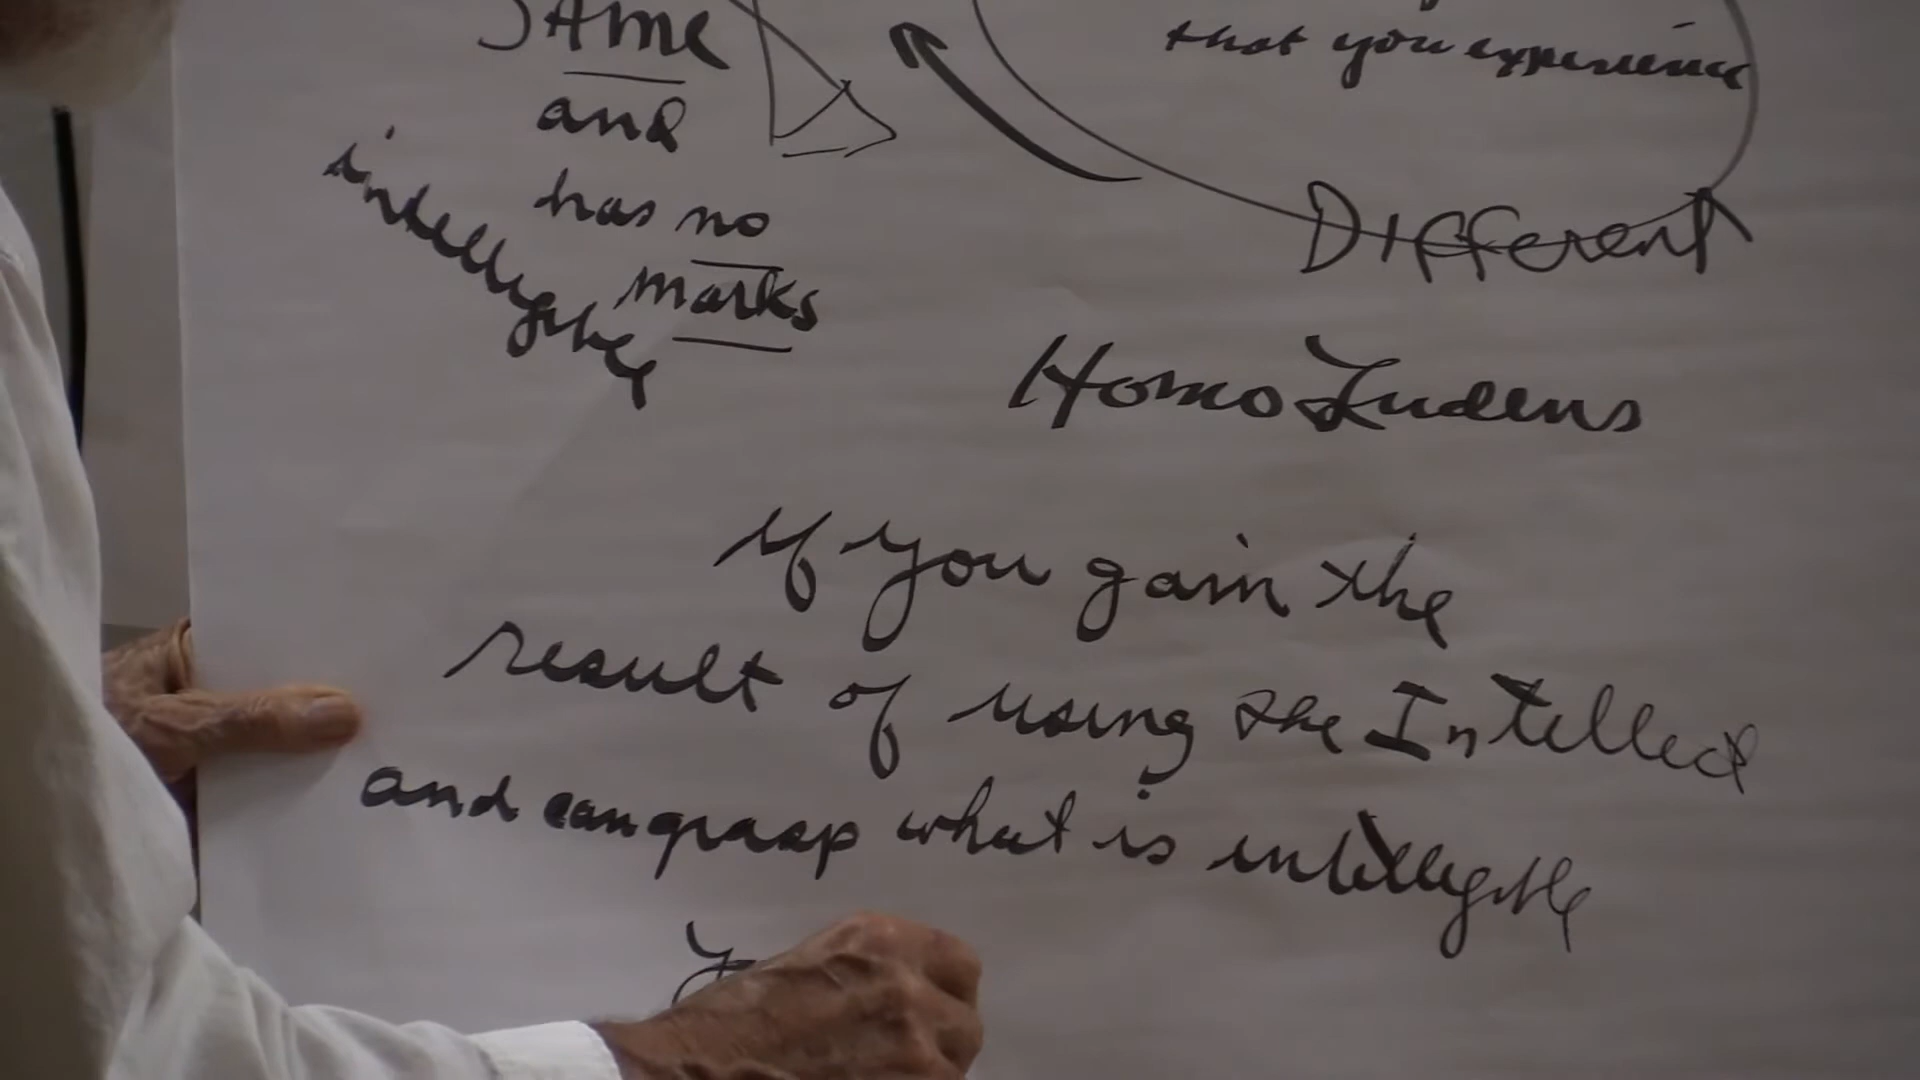 SAME
and
has no
marks
intelligible
that you experience
Different
Homo Ludens
If you gain the
result of using the Intellect
and can grasp what is intelligible